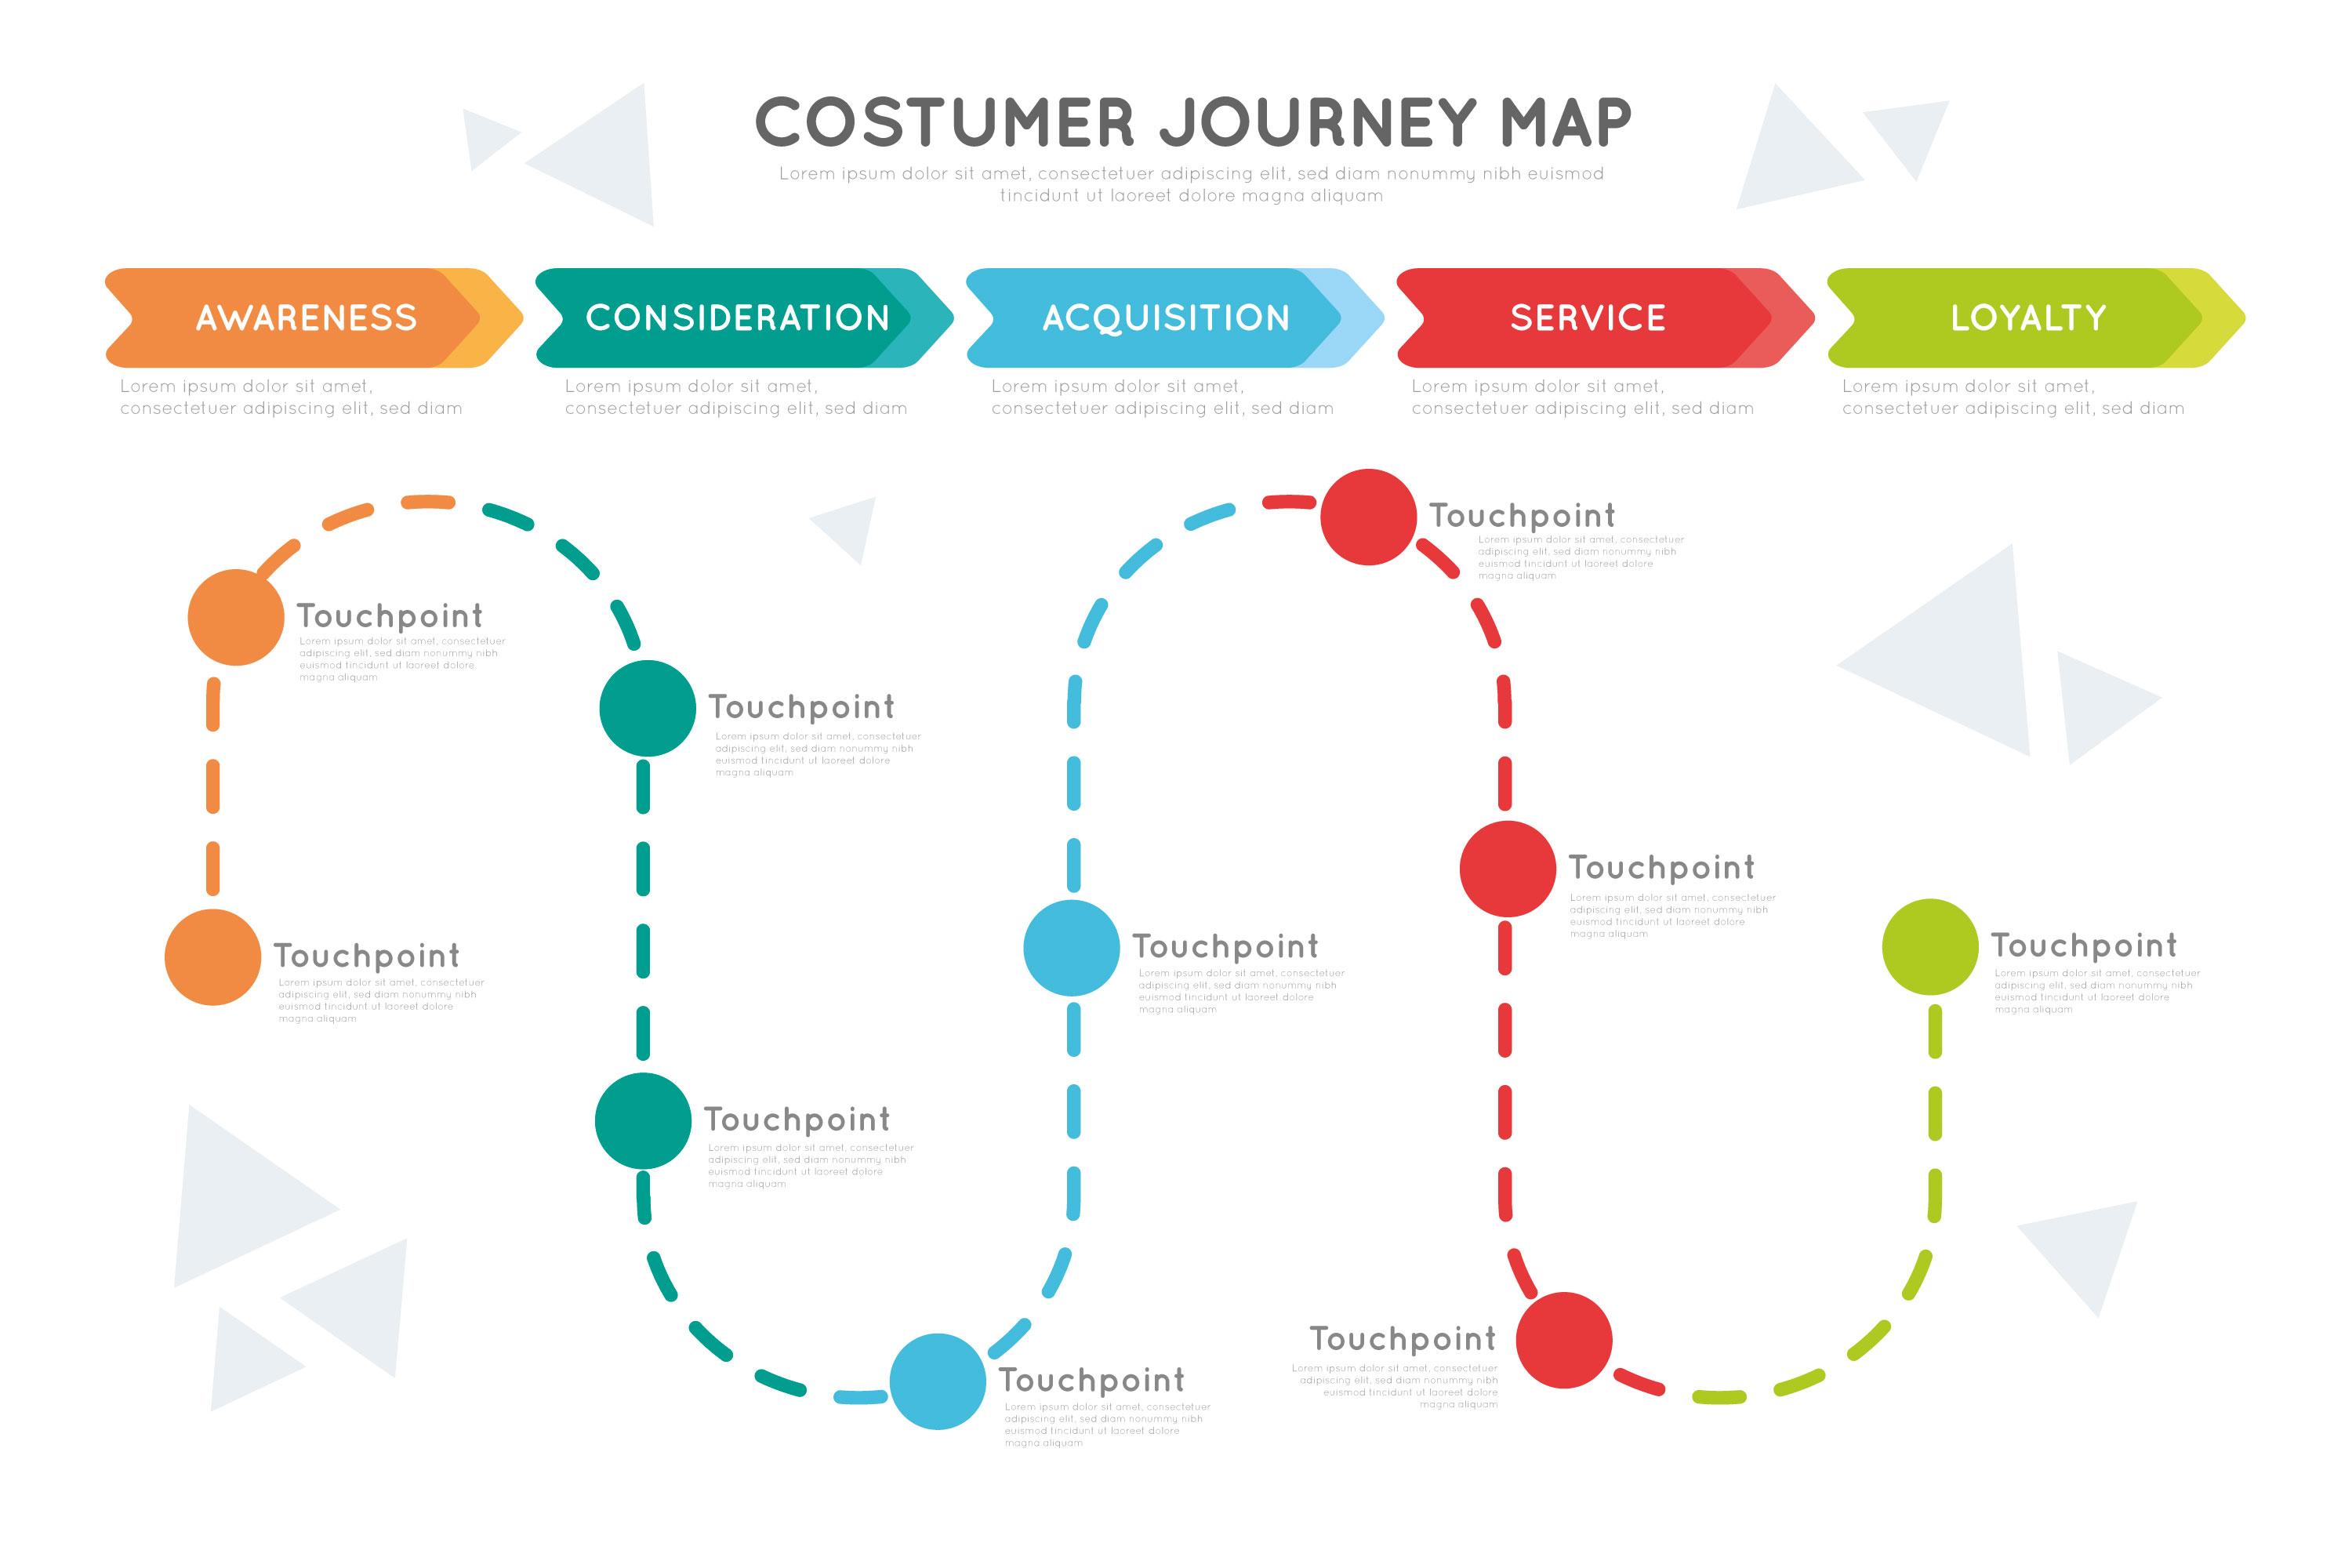 COSTUMER JOURNEY MAP
Lorem ipsum dolor sit amet, consectetuer adipiscing elit, sed diam nonummy nibh euismod
tincidunt ut laoreet dolore magna aliquam
AWARENESS
Lorem ipsum dolor sit amet,
consectetuer adipiscing elit, sed diam
CONSIDERATION
Lorem ipsum dolor sit amet,
consectetuer adipiscing elit, sed diam
ACQUISITION
Lorem ipsum dolor sit amet,
consectetuer adipiscing elit, sed diam
SERVICE
Lorem ipsum dolor sit amet,
consectetuer adipiscing elit, sed diam
LOYALTY
Lorem ipsum dolor sit amet,
consectetuer adipiscing elit, sed diam
Touchpoint
Lorem ipsum dolor sit amet, consectetuer
adipiscing elit, sed diam nonummy nibh
euismod tincidunt ut laoreet dolore
magna aliquam
Touchpoint
Lorem ipsum dolor sit amet, consectetuer
adipiscing elit, sed diam nonummy nibh
euismod tincidunt ut laoreet dolore
magna aliquam
Touchpoint
Lorem ipsum dolor sit amet, consectetuer
adipiscing elit, sed diam nonummy nibh
euismod tincidunt ut laoreet dolore
magna aliquam
Touchpoint
Lorem ipsum dolor sit amet, consectetuer
adipiscing elit, sed diam nonummy nibh
euismod tincidunt ut laoreet dolore
magna aliquam
Touchpoint
Lorem ipsum dolor sit amet, consectetuer
adipiscing elit, sed diam nonummy nibh
euismod tincidunt ut laoreet dolore
magna aliquam
Touchpoint
Lorem ipsum dolor sit amet, consectetuer
adipiscing elit, sed diam nonummy nibh
euismod tincidunt ut laoreet dolore
magna aliquam
Touchpoint
Lorem ipsum dolor sit amet, consectetuer
adipiscing elit, sed diam nonummy nibh
euismod tincidunt ut laoreet dolore
magna aliquam
Touchpoint
Lorem ipsum dolor sit amet, consectetuer
adipiscing elit, sed diam nonummy nibh
euismod tincidunt ut laoreet dolore
magna aliquam
Touchpoint
Lorem ipsum dolor sit amet, consectetuer
adipiscing elit, sed diam nonummy nibh
euismod tincidunt ut laoreet dolore
magna aliquam
Touchpoint
Lorem ipsum dolor sit amet, consectetuer
adipiscing elit, sed diam nonummy nibh
euismod tincidunt ut laoreet dolore
magna aliquam